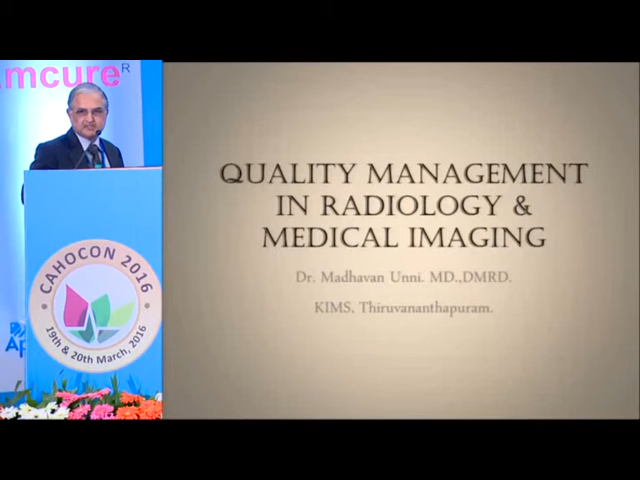 mcure R
CAHOCON 2016
19th & 20th March, 2016
Ap
QUALITY MANAGEMENT
IN RADIOLOGY &
MEDICAL IMAGING
Dr. Madhavan Unni. MD.,DMRD.
KIMS, Thiruvananthapuram.